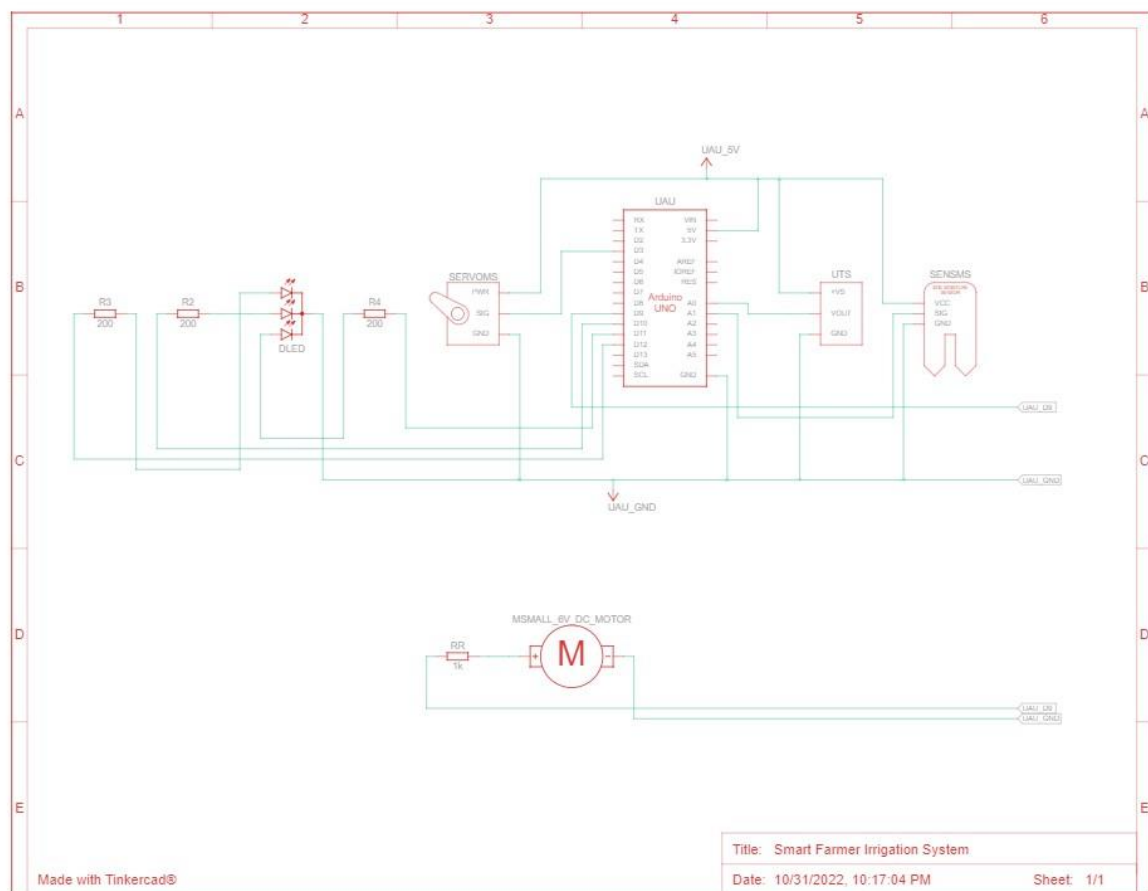 1 2 3 4 5 6
A A
UAU_5V
UAU
RX VIN
TX 5V
D2 3.3V
D3
D4 AREF
D5 IOREF
D6 RES
D7
D8 A0
D9 A1
D10 A2
D11 A3
D12 A4
D13 A5
SDA
SCL GND
Arduino
UNO
B B
SERVOMS
PWR
SIG
GND
UTS
+VS
VOUT
GND
SENSMS
VCC
SIG
GND
R3
200
R2
200
DLED
R4
200
UAU_D9
C C
UAU_GND
UAU_GND
MSMALL_6V_DC_MOTOR
D D
RR
1k
+ M -
UAU_D9
UAU_GND
E E
Title: Smart Farmer Irrigation System
Made with Tinkercad®
Date: 10/31/2022, 10:17:04 PM Sheet: 1/1